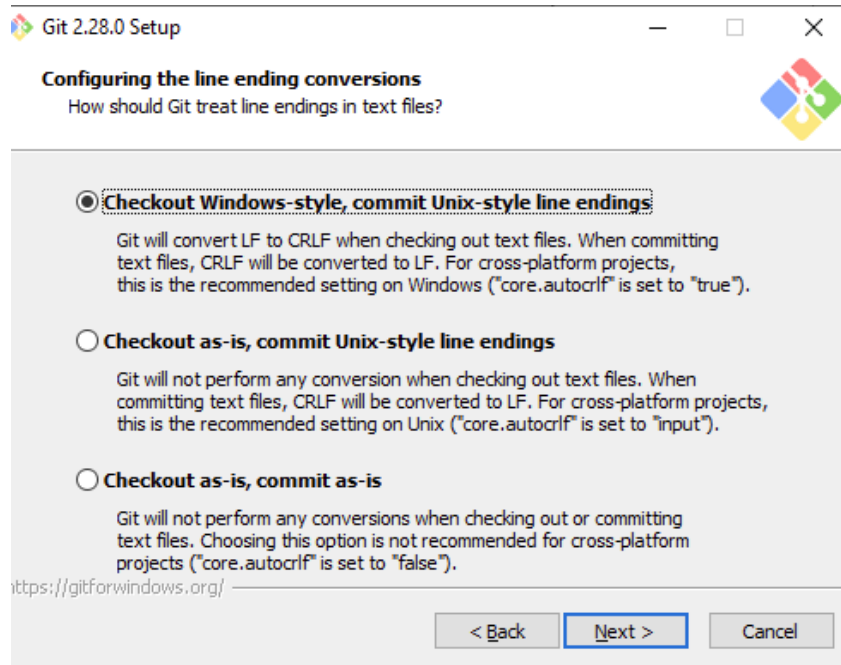 Git 2.28.0 Setup
Configuring the line ending conversions
How should Git treat line endings in text files?
Checkout Windows-style, commit Unix-style line endings
Git will convert LF to CRLF when checking out text files. When committing
text files, CRLF will be converted to LF. For cross-platform projects,
this is the recommended setting on Windows ("core.autocrlf" is set to "true").
Checkout as-is, commit Unix-style line endings
Git will not perform any conversion when checking out text files. When
committing text files, CRLF will be converted to LF. For cross-platform projects,
this is the recommended setting on Unix ("core.autocrlf" is set to "input").
Checkout as-is, commit as-is
Git will not perform any conversions when checking out or committing
text files. Choosing this option is not recommended for cross-platform
projects ("core.autocrlf" is set to "false").
https://gitforwindows.org/
< Back Next > Cancel